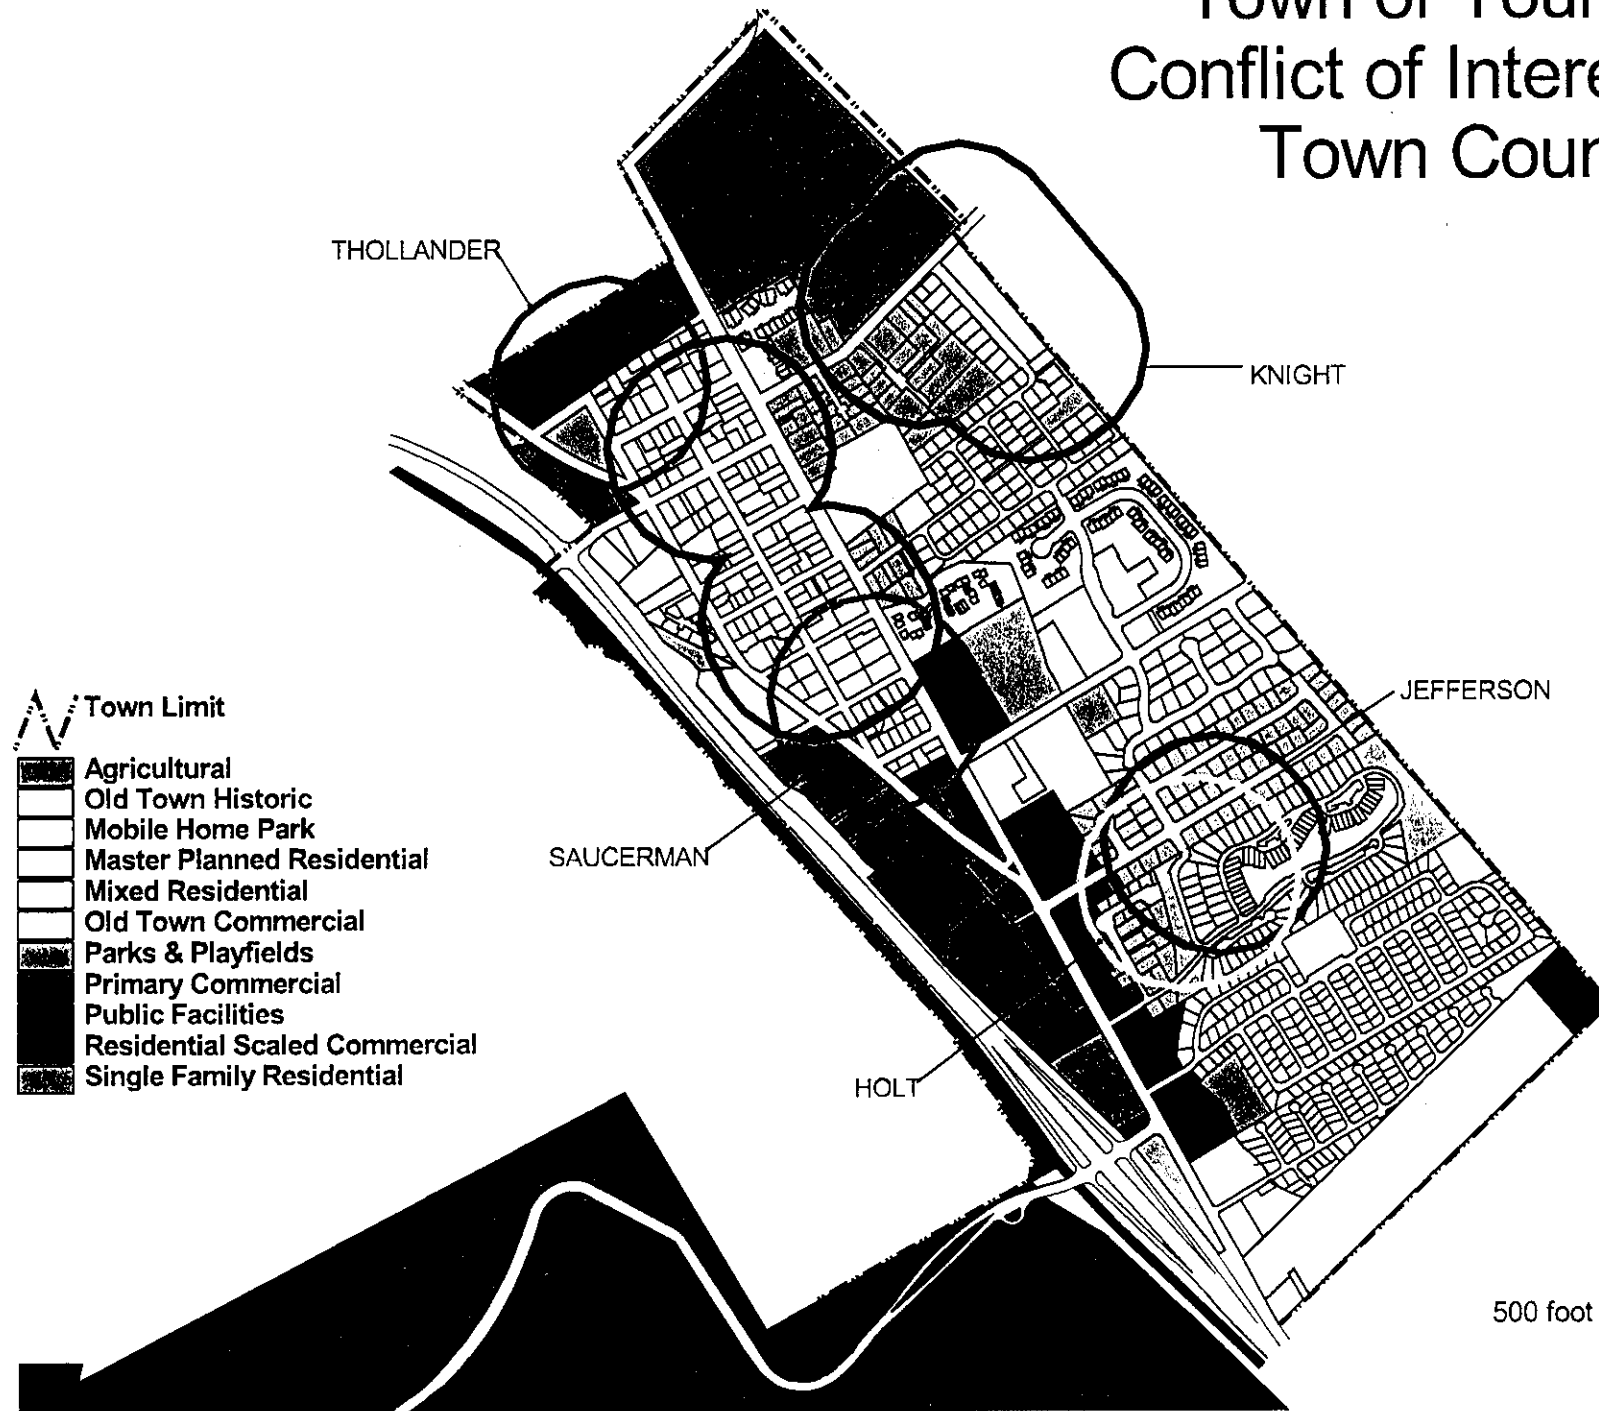 Conflict of
Town
THOLLANDER
KNIGHT
JEFFERSON
SAUCERMAN
HOLT
Town Limit
Agricultural
Old Town Historic
Mobile Home Park
Master Planned Residential
Mixed Residential
Old Town Commercial
Parks & Playfields
Primary Commercial
Public Facilities
Residential Scaled Commercial
Single Family Residential
500 foot